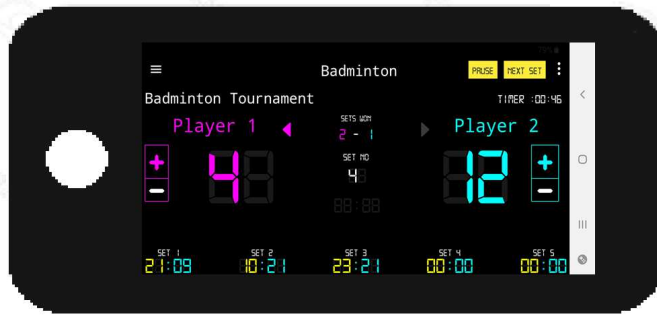 Badminton
PAUSE
NEXT SET
Badminton Tournament
TIMER :00:46
Player 1
SETS WON
2 - 1
Player 2
+
4
SET NO
4
12
+
-
-
SET 1
SET 2
SET 3
SET 4
SET 5
21:09
10:21
23:21
00:00
00:00